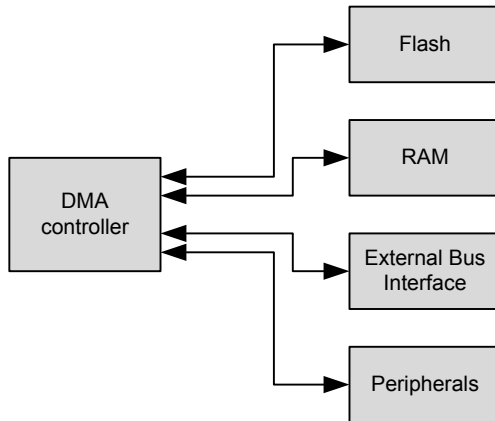 Flash
RAM
DMA
controller
External Bus
Interface
Peripherals